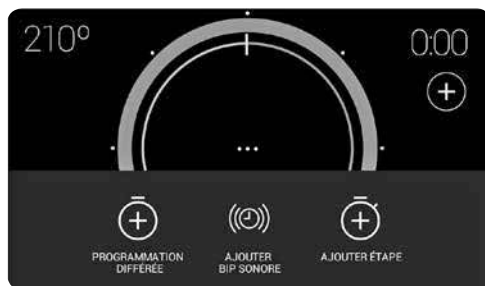 210°
0:00
PROGRAMMATION
DIFFÉRÉE
AJOUTER
BIP SONORE
AJOUTER ÉTAPE